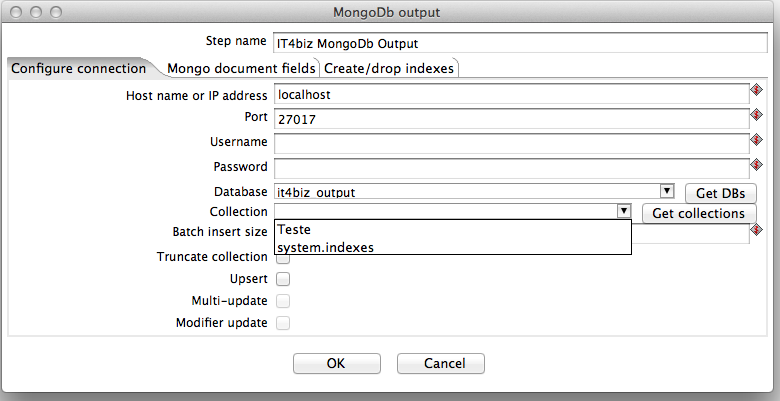 MongoDb output
Step name IT4biz MongoDb Output
Configure connection Mongo document fields Create/drop indexes
Host name or IP address localhost
Port 27017
Username
Password
Database it4biz_output Get DBs
Collection Get collections
Teste
Batch insert size
system.indexes
Truncate collection
Upsert
Multi-update
Modifier update
OK Cancel